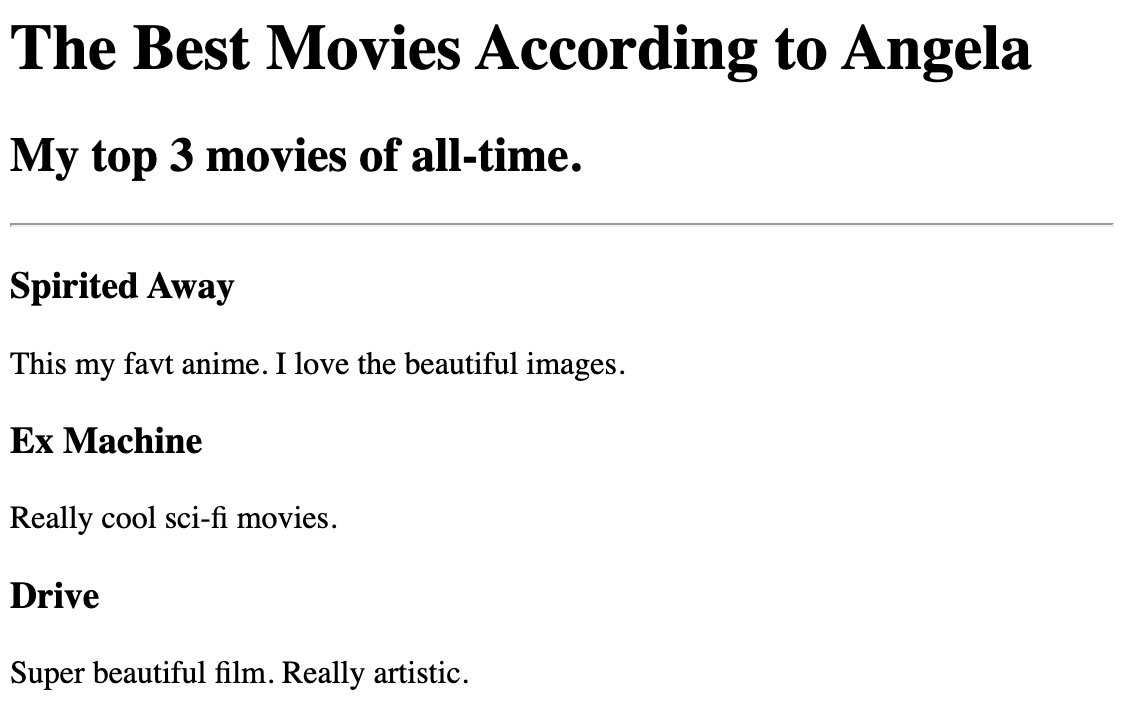 The Best Movies According to Angela
My top 3 movies of all-time.
Spirited Away
This my favt anime. I love the beautiful images.
Ex Machine
Really cool sci-fi movies.
Drive
Super beautiful film. Really artistic.